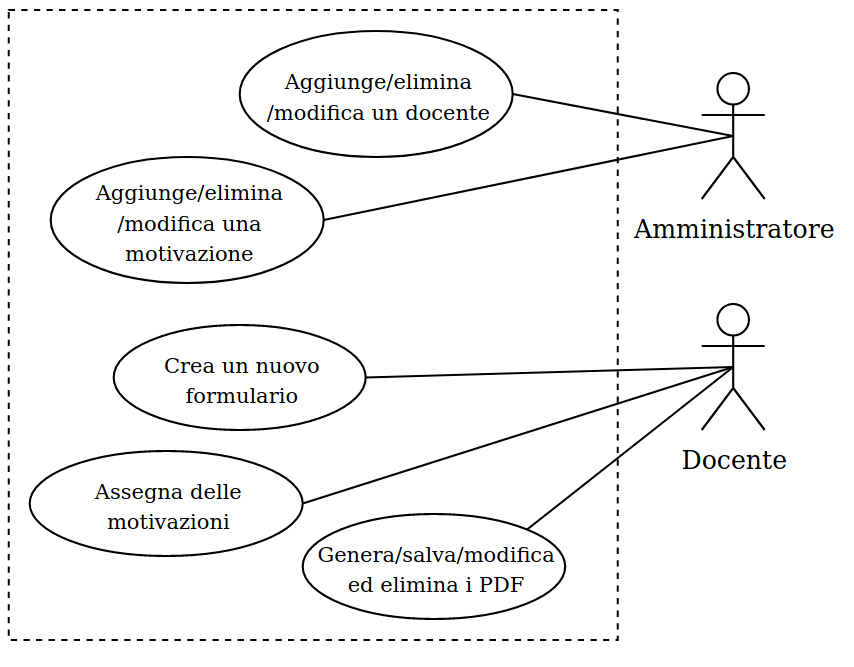 Aggiunge/elimina
/modifica un docente
Aggiunge/elimina
/modifica una
motivazione
Amministratore
Crea un nuovo
formulario
Docente
Assegna delle
motivazioni
Genera/salva/modifica
ed elimina i PDF